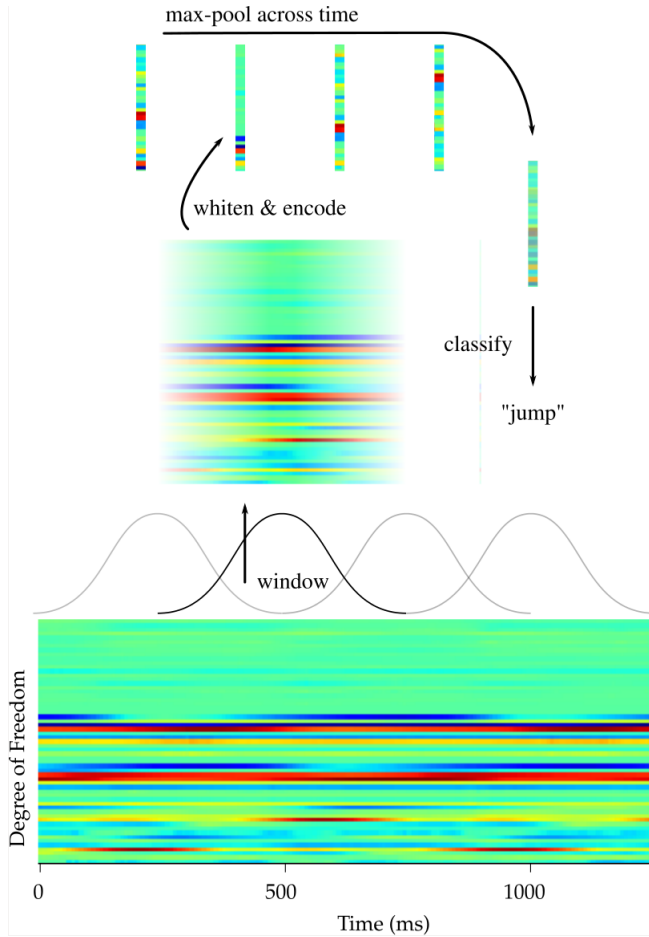 max-pool across time
whiten & encode
classify
"jump"
window
Degree of Freedom
0
500
1000
Time (ms)